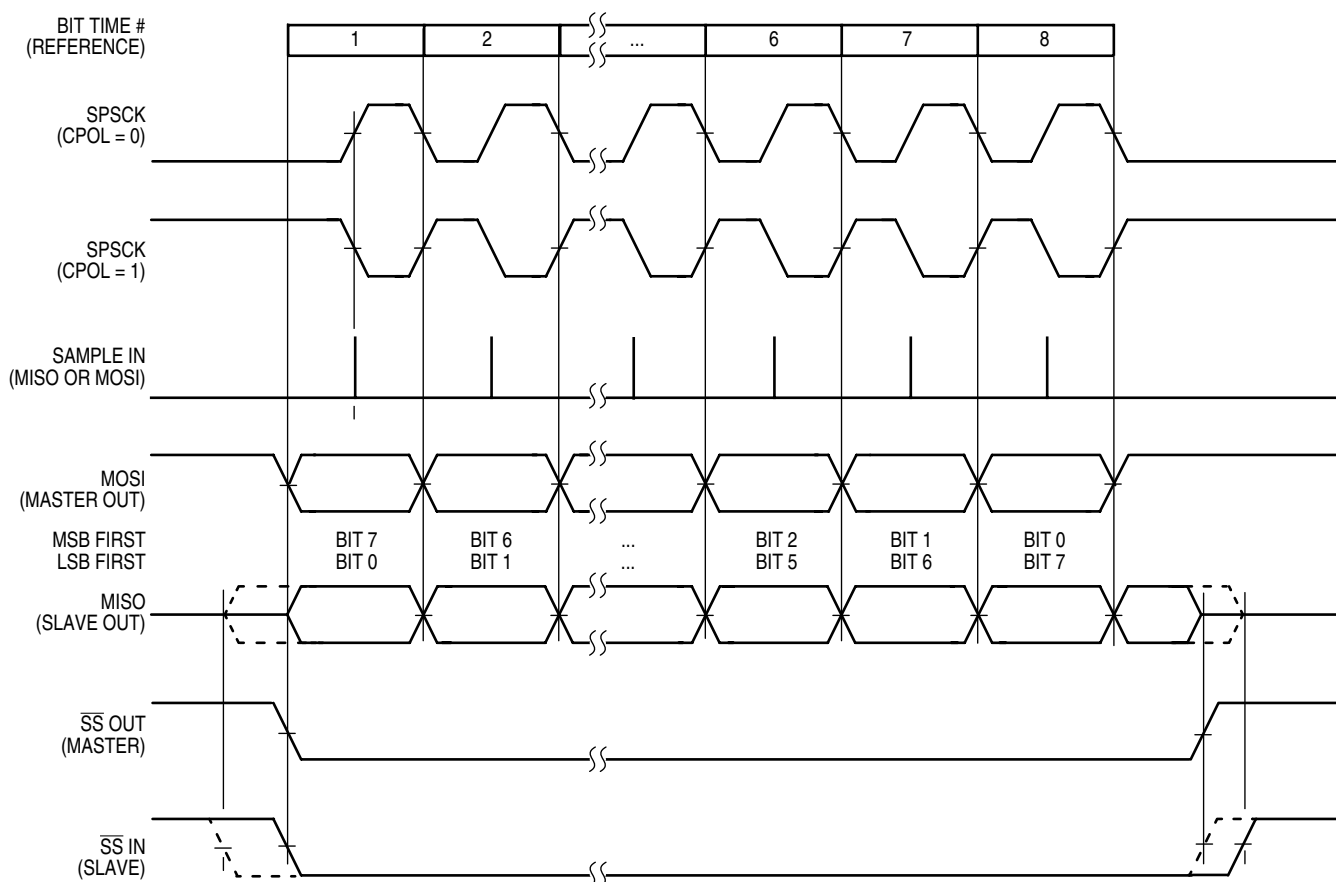 BIT TIME #
(REFERENCE)
1 2 ... 6 7 8
SPSCK
(CPOL = 0)
SPSCK
(CPOL = 1)
SAMPLE IN
(MISO OR MOSI)
MOSI
(MASTER OUT)
MSB FIRST BIT 7 BIT 6 ... BIT 2 BIT 1 BIT 0
LSB FIRST BIT 0 BIT 1 ... BIT 5 BIT 6 BIT 7
MISO
(SLAVE OUT)
S̅S̅ OUT
(MASTER)
S̅S̅ IN
(SLAVE)